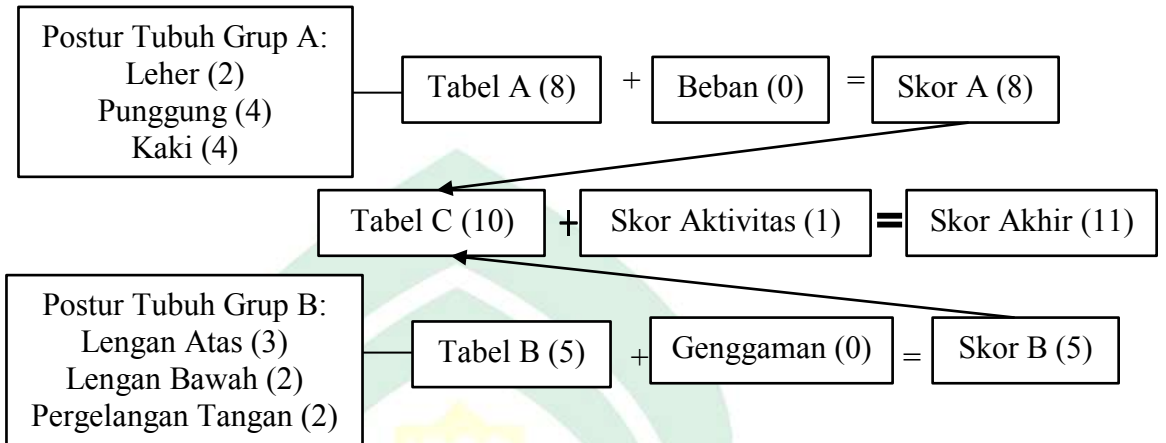 Postur Tubuh Grup A:
Leher (2)
Punggung (4)
Kaki (4)
Tabel A (8) + Beban (0) = Skor A (8)
Tabel C (10) + Skor Aktivitas (1) = Skor Akhir (11)
Postur Tubuh Grup B:
Lengan Atas (3)
Lengan Bawah (2)
Pergelangan Tangan (2)
Tabel B (5) + Genggaman (0) = Skor B (5)